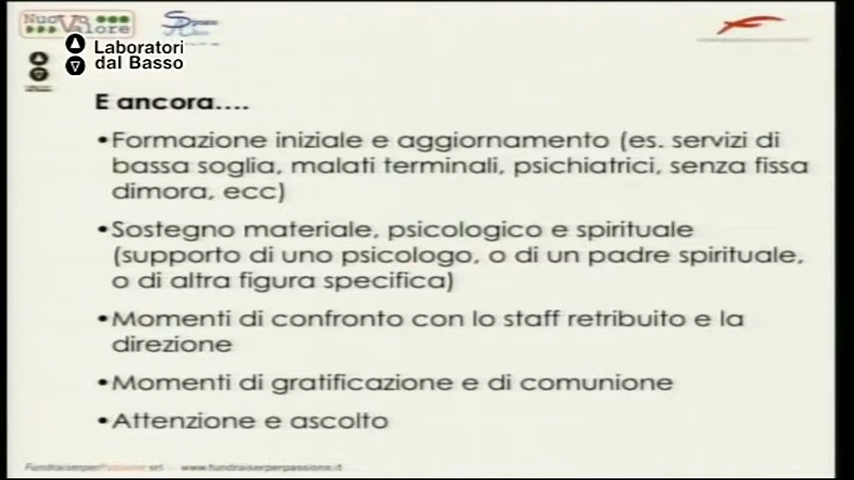 Nuovo
Valore
Laboratori
dal Basso
E ancora....
•Formazione iniziale e aggiornamento (es. servizi di
bassa soglia, malati terminali, psichiatrici, senza fissa
dimora, ecc)
•Sostegno materiale, psicologico e spirituale
(supporto di uno psicologo, o di un padre spirituale,
o di altra figura specifica)
•Momenti di confronto con lo staff retribuito e la
direzione
•Momenti di gratificazione e di comunione
•Attenzione e ascolto
FundraiserperPassione srl - www.fundraiserperpassione.it